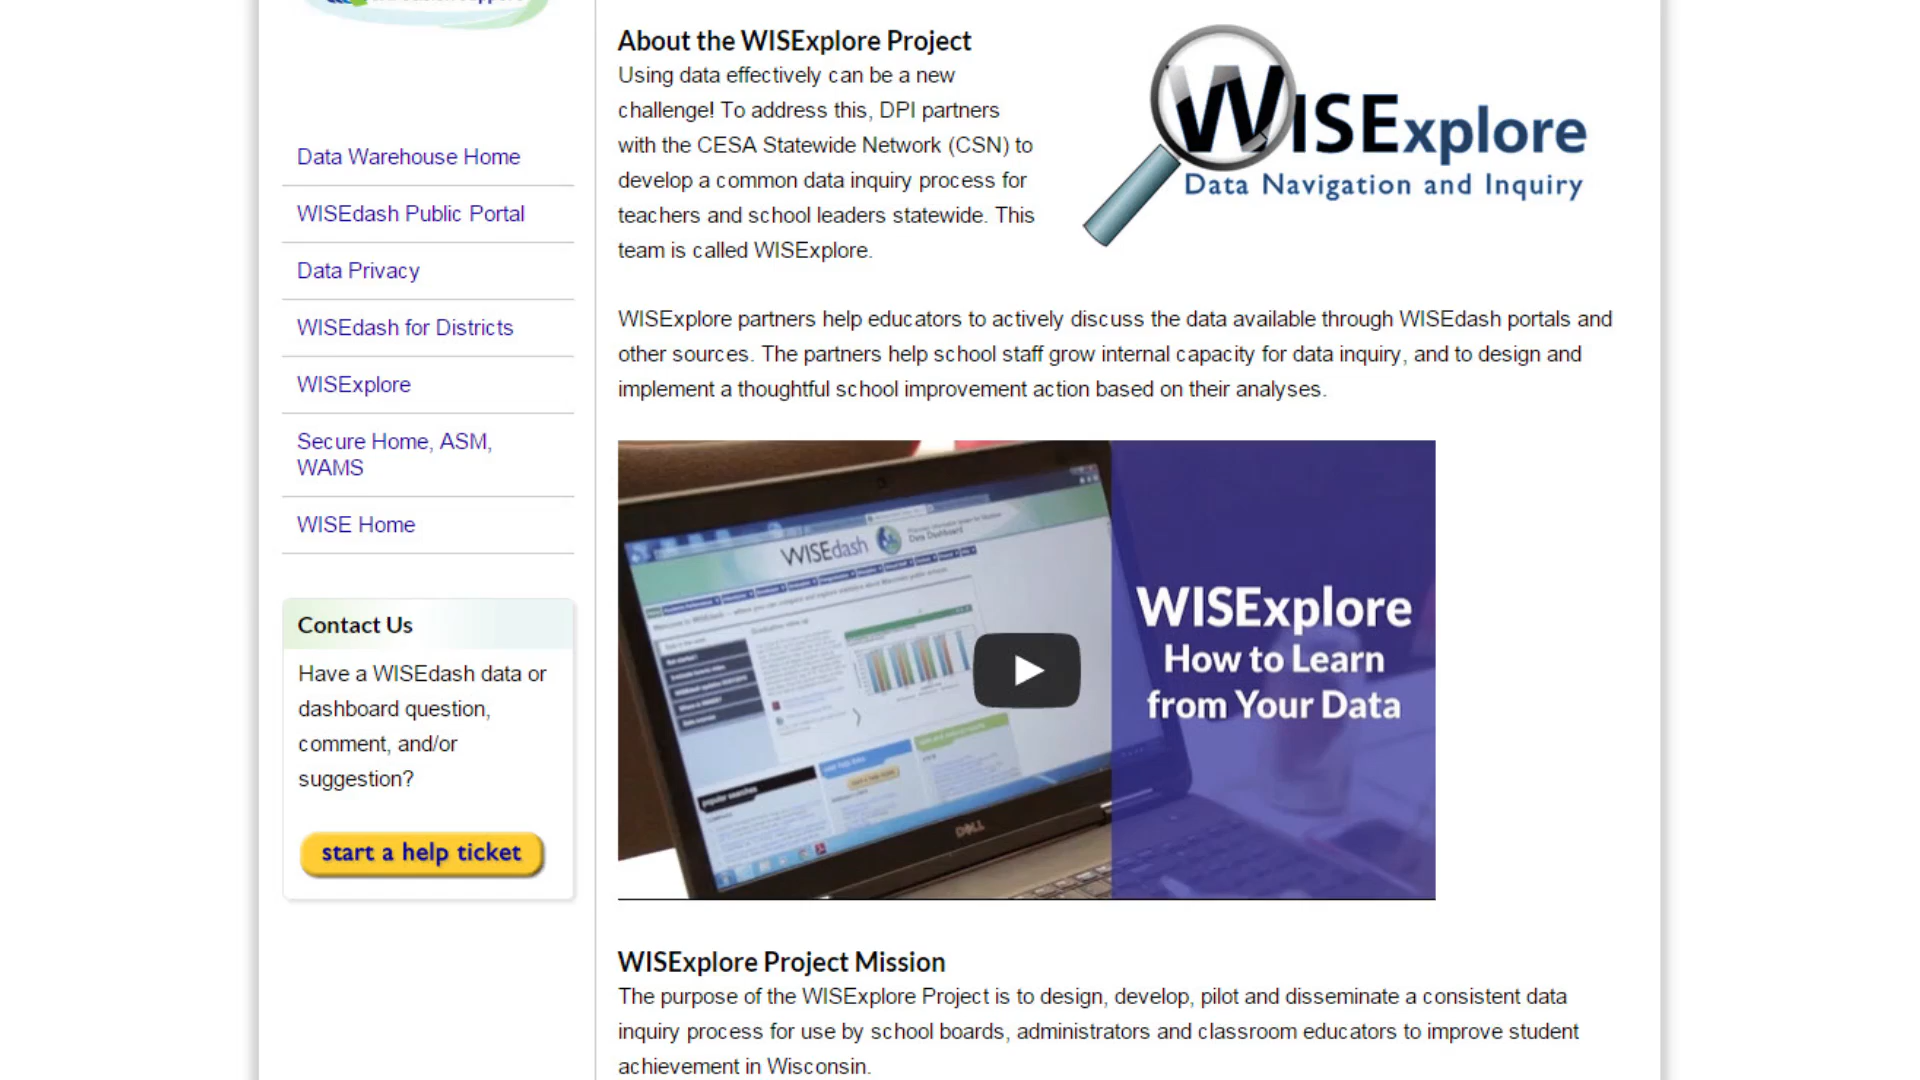 Data Warehouse Home
WISEdash Public Portal
Data Privacy
WISEdash for Districts
WISExplore
Secure Home, ASM,
WAMS
WISE Home
Contact Us
Have a WISEdash data or
dashboard question,
comment, and/or
suggestion?
start a help ticket
About the WISExplore Project
Using data effectively can be a new
challenge! To address this, DPI partners
with the CESA Statewide Network (CSN) to
develop a common data inquiry process for
teachers and school leaders statewide. This
team is called WISExplore.
WISExplore
Data Navigation and Inquiry
WISExplore partners help educators to actively discuss the data available through WISEdash portals and
other sources. The partners help school staff grow internal capacity for data inquiry, and to design and
implement a thoughtful school improvement action based on their analyses.
WISEdash
Data Dashboard
popular searches
DELL
WISExplore
How to Learn
from Your Data
WISExplore Project Mission
The purpose of the WISExplore Project is to design, develop, pilot and disseminate a consistent data
inquiry process for use by school boards, administrators and classroom educators to improve student
achievement in Wisconsin.